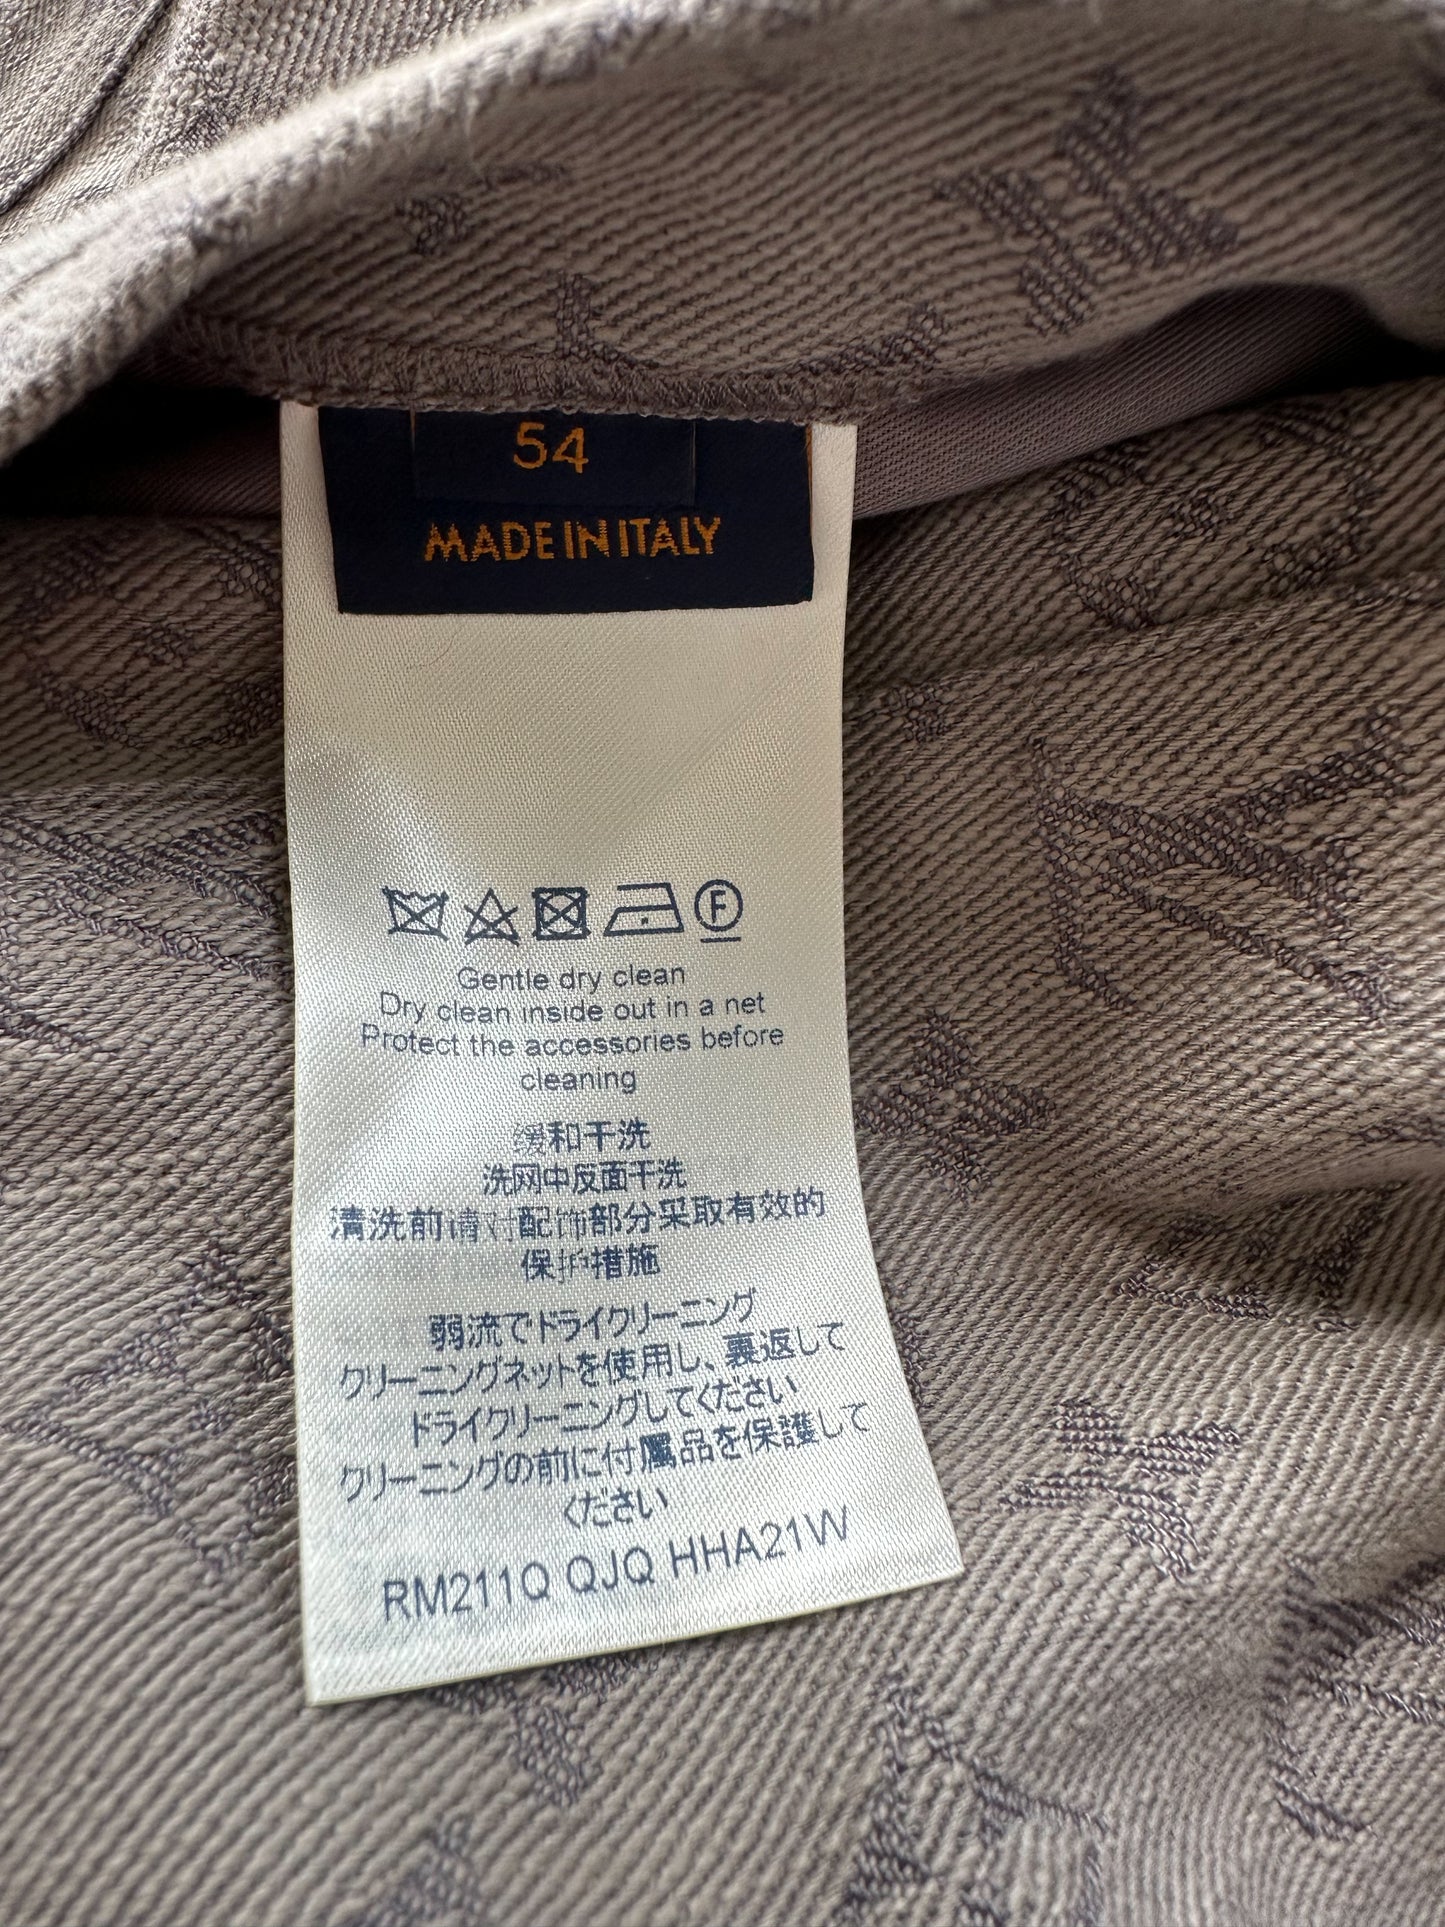 54
MADE IN ITALY
F
Gentle dry clean
Dry clean inside out in a net
Protect the accessories before
cleaning
缓和干洗
洗网中反面干洗
清洗前请对配饰部分采取有效的
保护措施
弱流でドライクリーニング
クリーニングネットを使用し、裏返して
ドライクリーニングしてください
クリーニングの前に付属品を保護して
ください
RM211Q QJQ HHA21W